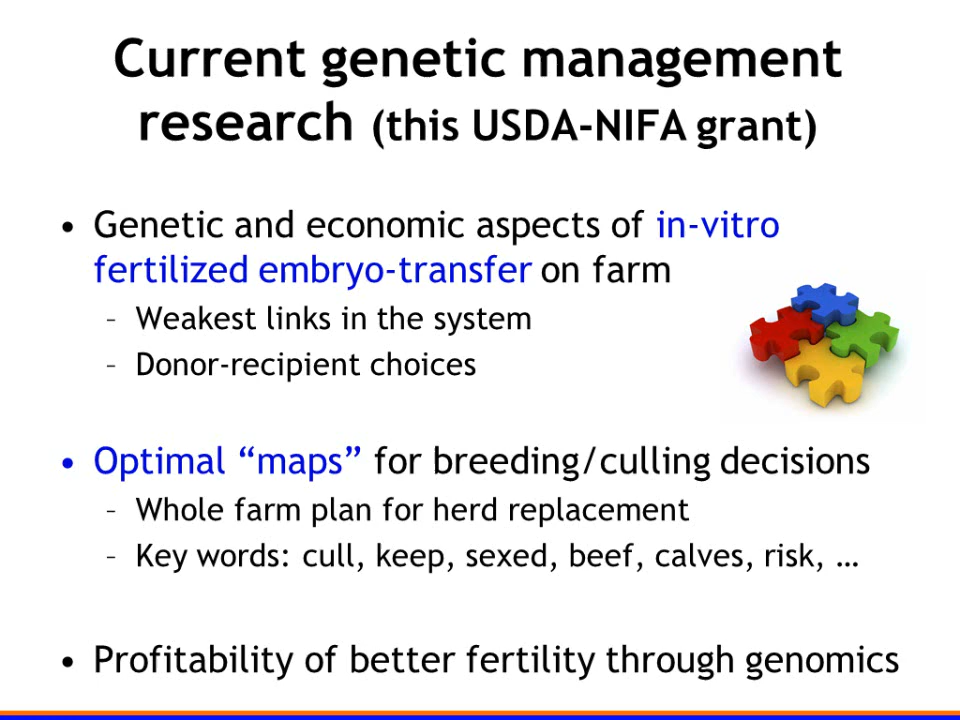 Current genetic management
research (this USDA-NIFA grant)
• Genetic and economic aspects of in-vitro
fertilized embryo-transfer on farm
– Weakest links in the system
– Donor-recipient choices
• Optimal “maps” for breeding/culling decisions
– Whole farm plan for herd replacement
– Key words: cull, keep, sexed, beef, calves, risk, …
• Profitability of better fertility through genomics